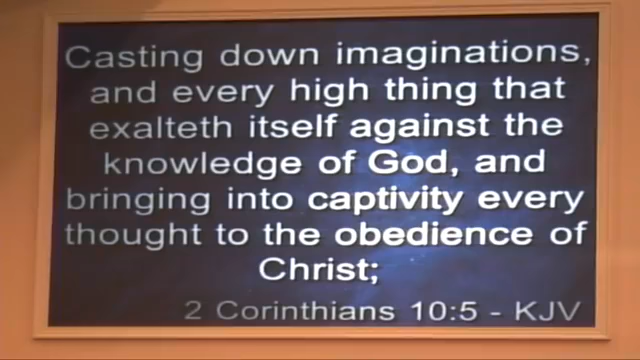 Casting down imaginations,
and every high thing that
exalteth itself against the
knowledge of God, and
bringing into captivity every
thought to the obedience of
Christ;
2 Corinthians 10:5 - KJV